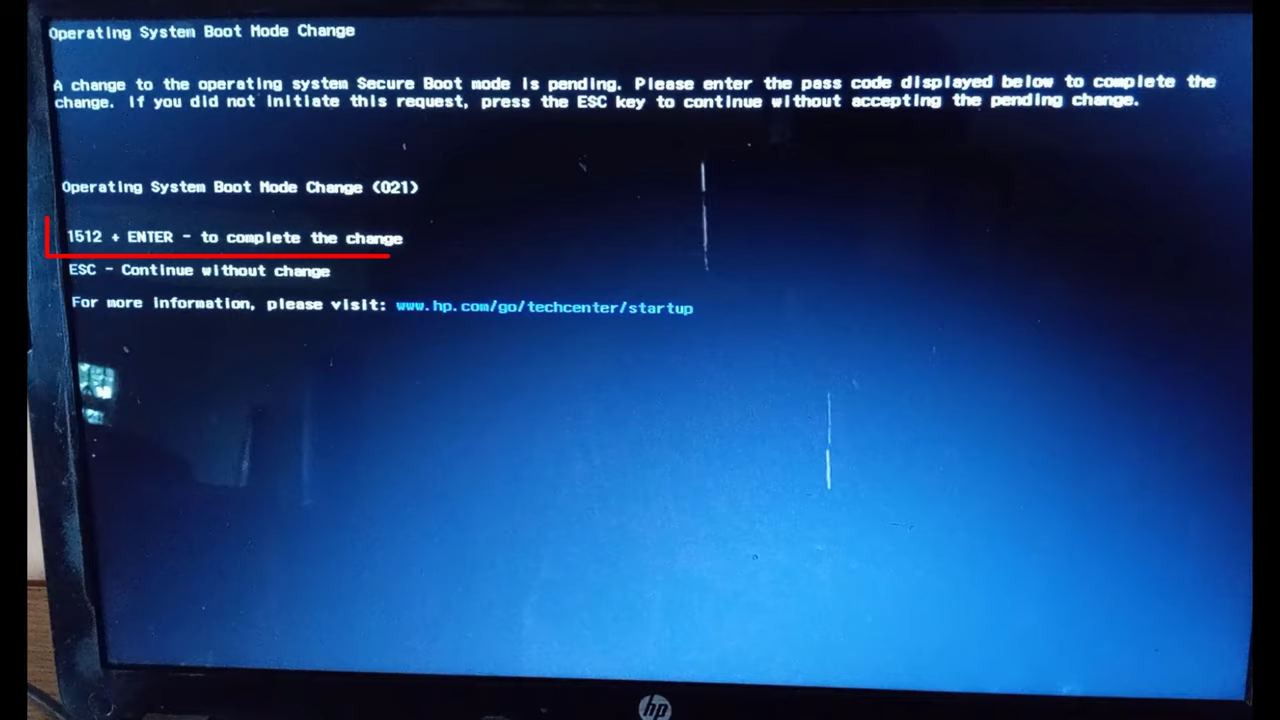 Operating System Boot Mode Change
A change to the operating system Secure Boot mode is pending. Please enter the pass code displayed below to complete the
change. If you did not initiate this request, press the ESC key to continue without accepting the pending change.
Operating System Boot Mode Change (021)
1512 + ENTER - to complete the change
ESC - Continue without change
For more information, please visit: www.hp.com/go/techcenter/startup
hp